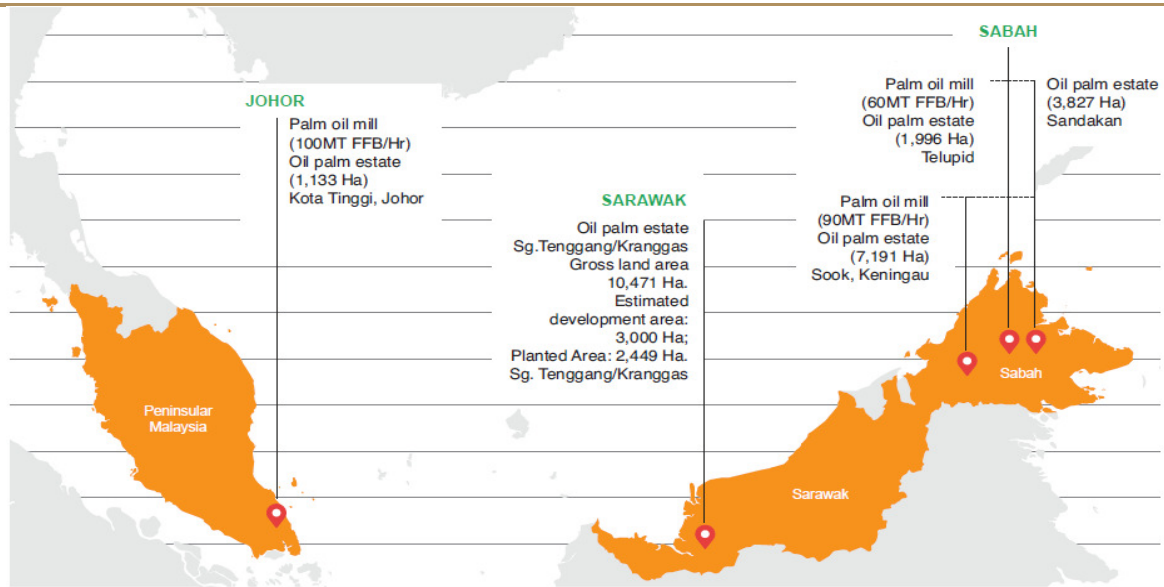 JOHOR
Palm oil mill
(100MT FFB/Hr)
Oil palm estate
(1,133 Ha)
Kota Tinggi, Johor
SARAWAK
Oil palm estate
Sg.Tenggang/Kranggas
Gross land area
10,471 Ha.
Estimated
development area:
3,000 Ha;
Planted Area: 2,449 Ha.
Sg. Tenggang/Kranggas
SABAH
Palm oil mill
(60MT FFB/Hr)
Oil palm estate
(1,996 Ha)
Telupid
Oil palm estate
(3,827 Ha)
Sandakan
Palm oil mill
(90MT FFB/Hr)
Oil palm estate
(7,191 Ha)
Sook, Keningau
Peninsular
Malaysia
Sarawak
Sabah